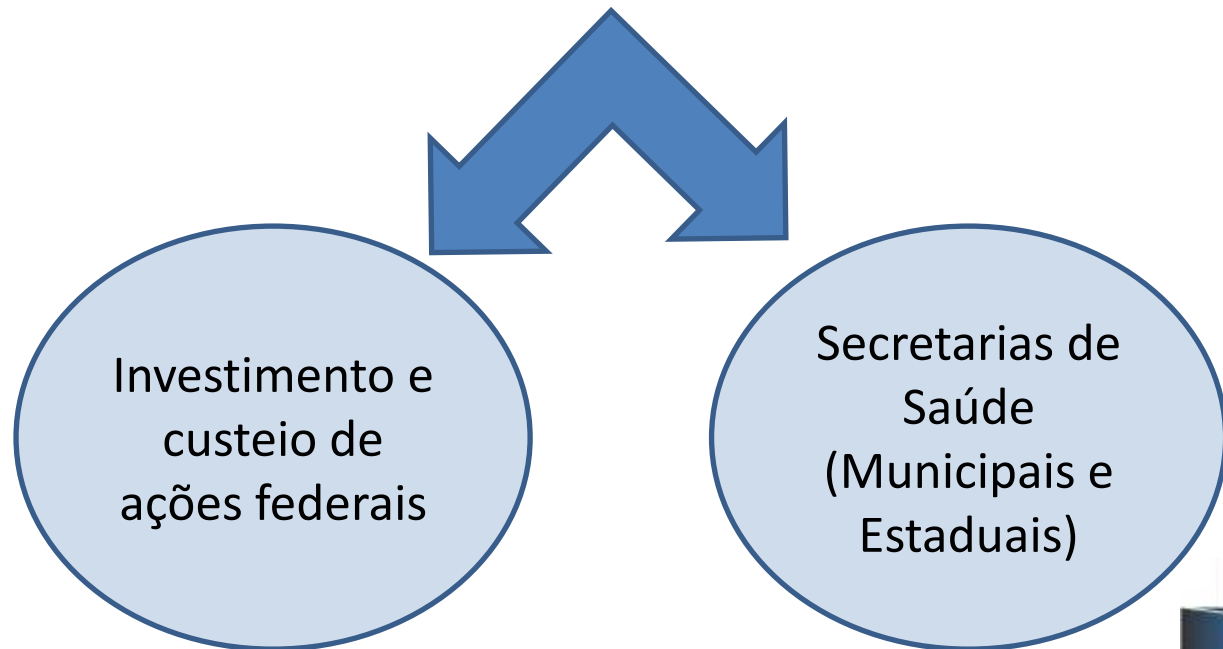 Investimento e
custeio de
ações federais
Secretarias de
Saúde
(Municipais e
Estaduais)